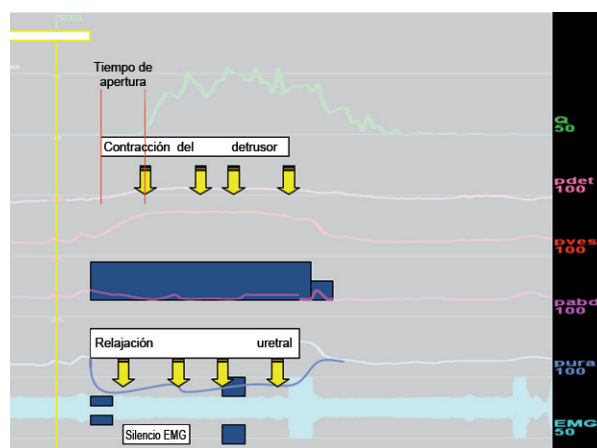 Tiempo de
apertura
Q
50
Contracción del detrusor
pdet
100
pves
100
pabd
100
Relajación uretral
pura
100
EMG
50
Silencio EMG